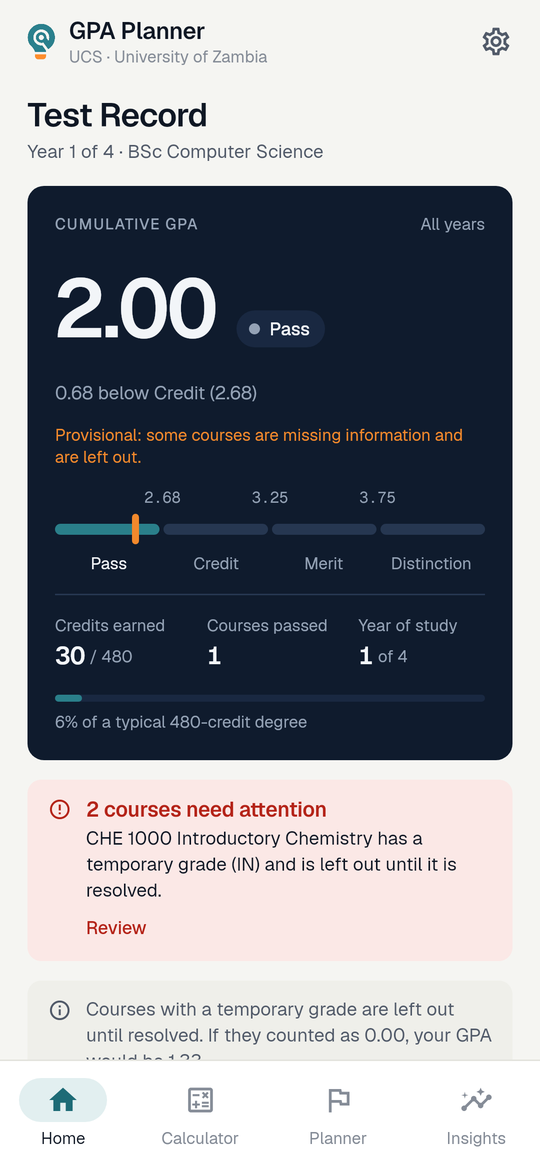 GPA Planner
UCS · University of Zambia
Test Record
Year 1 of 4 · BSc Computer Science
CUMULATIVE GPA
All years
2.00
Pass
0.68 below Credit (2.68)
Provisional: some courses are missing information and
are left out.
2.68 3.25 3.75
Pass Credit Merit Distinction
Credits earned Courses passed Year of study
30 / 480 1 1 of 4
6% of a typical 480-credit degree
2 courses need attention
CHE 1000 Introductory Chemistry has a
temporary grade (IN) and is left out until it is
resolved.
Review
Courses with a temporary grade are left out
until resolved. If they counted as 0.00, your GPA
would be
Home Calculator Planner Insights